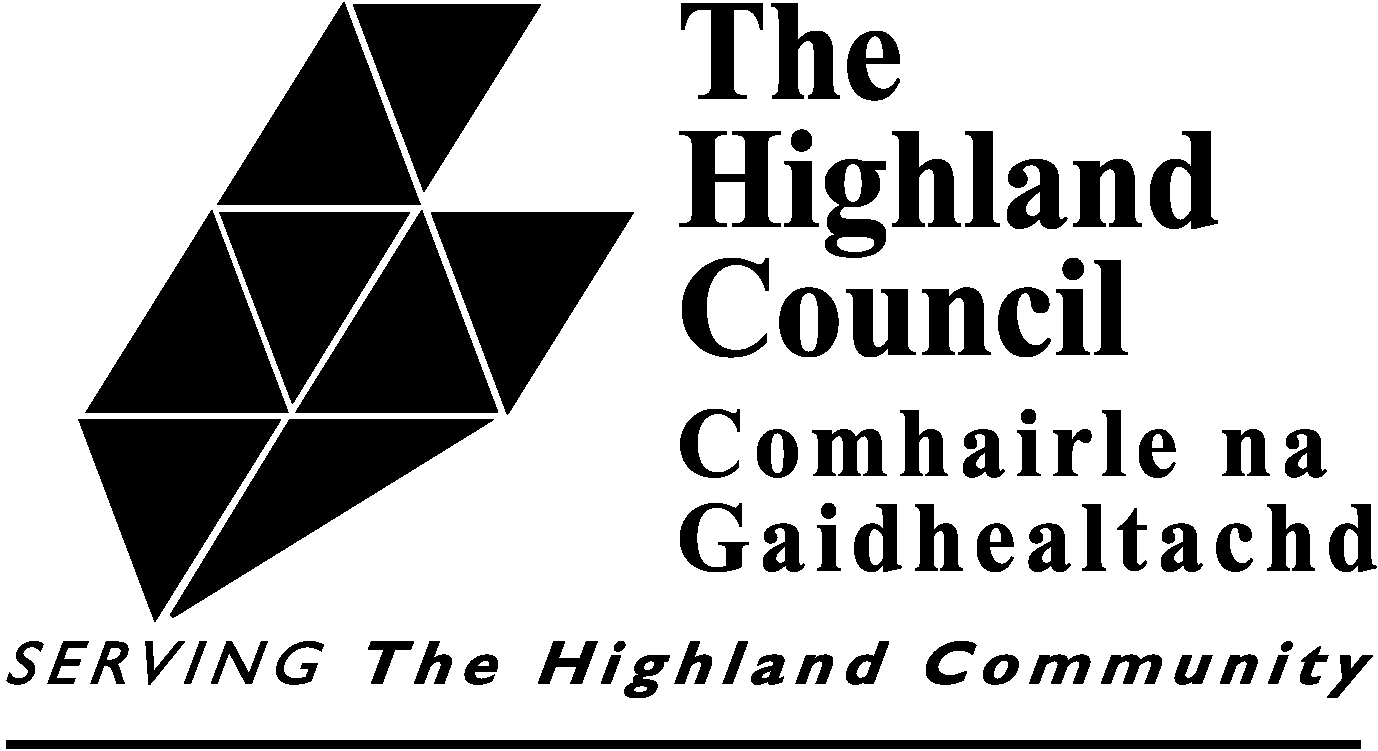 The
Highland
Council
Comhairle na
Gaidhealtachd
SERVING The Highland Community